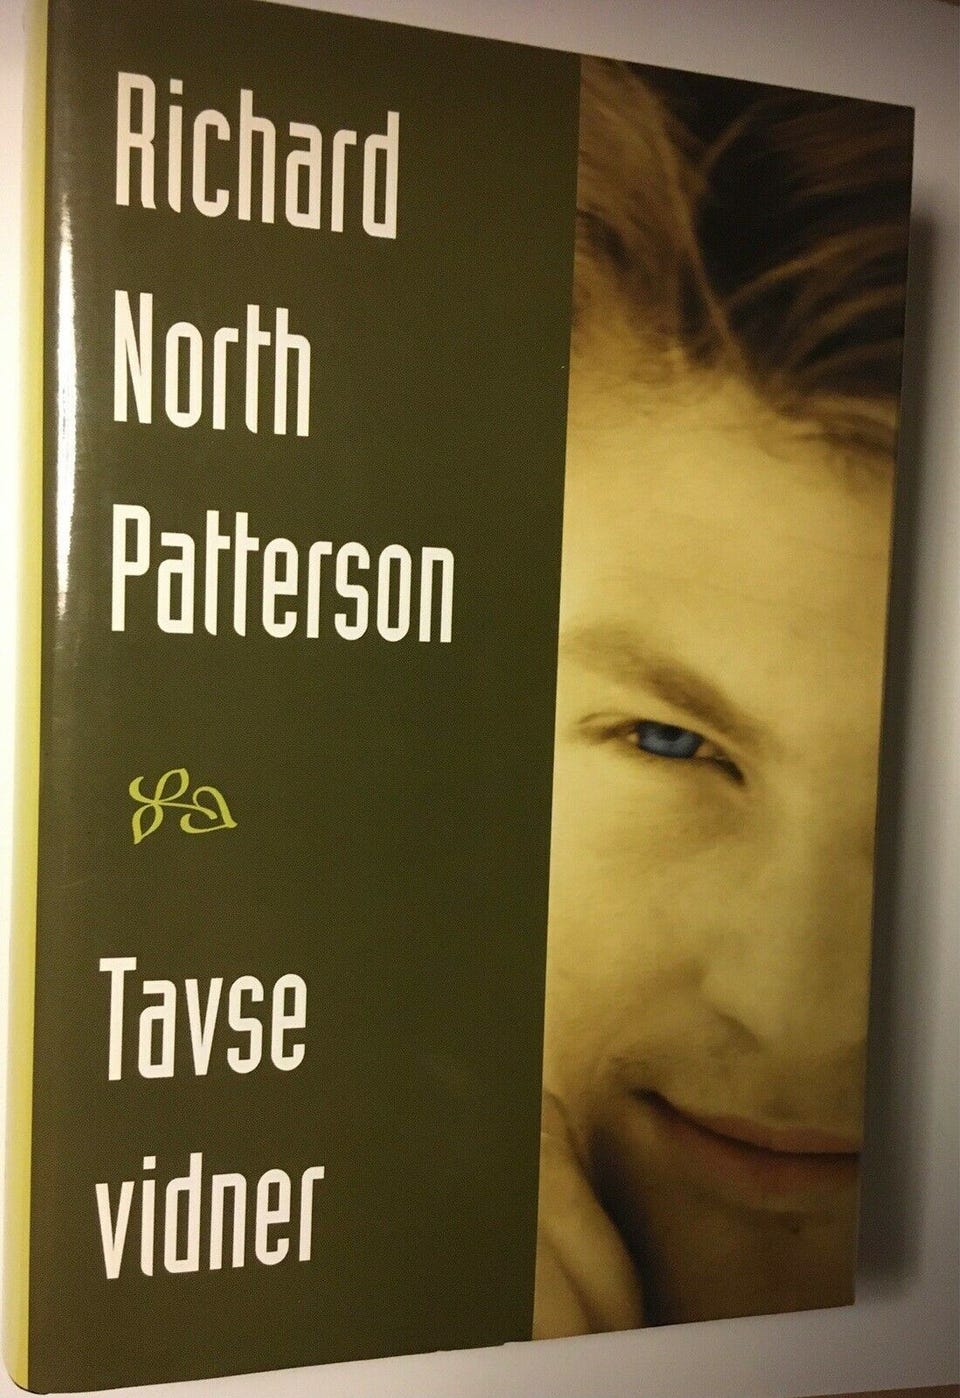 Richard
North
Patterson
Tavse
vidner